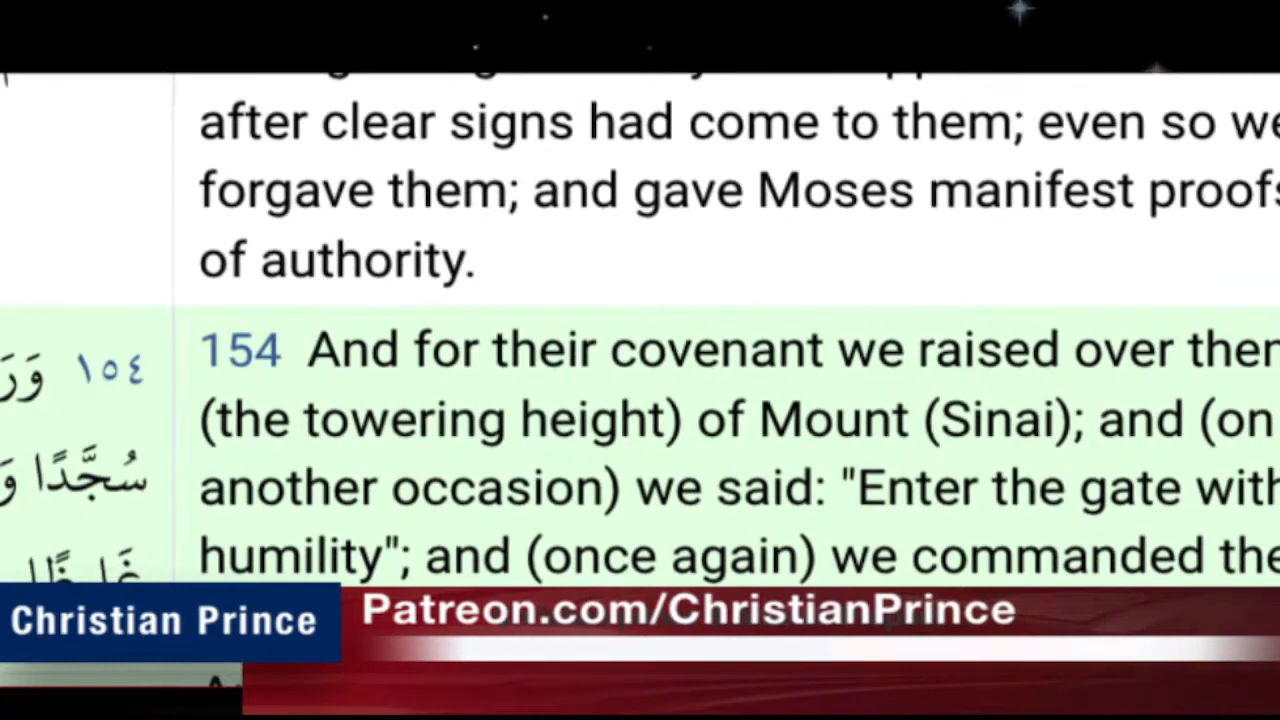 after clear signs had come to them; even so we
forgave them; and gave Moses manifest proofs
of authority.
154 And for their covenant we raised over them
(the towering height) of Mount (Sinai); and (on
another occasion) we said: "Enter the gate with
humility"; and (once again) we commanded the
١٥٤ وَرَ
سُجَّدًا وَ
Christian Prince
Patreon.com/ChristianPrince